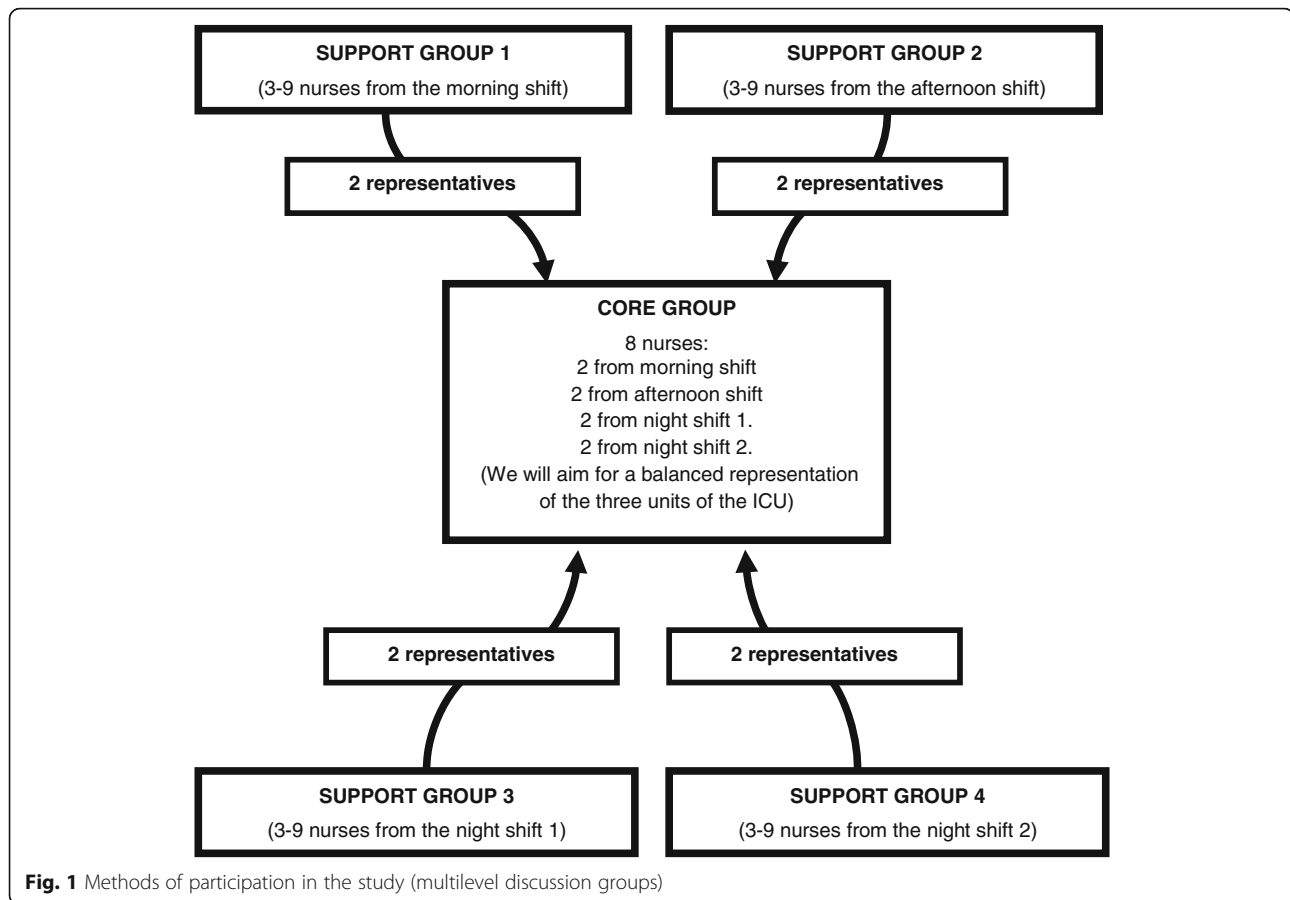 SUPPORT GROUP 1
(3-9 nurses from the morning shift)
SUPPORT GROUP 2
(3-9 nurses from the afternoon shift)
2 representatives
2 representatives
CORE GROUP
8 nurses:
2 from morning shift
2 from afternoon shift
2 from night shift 1.
2 from night shift 2.
(We will aim for a balanced representation
of the three units of the ICU)
2 representatives
2 representatives
SUPPORT GROUP 3
(3-9 nurses from the night shift 1)
SUPPORT GROUP 4
(3-9 nurses from the night shift 2)
Fig. 1 Methods of participation in the study (multilevel discussion groups)